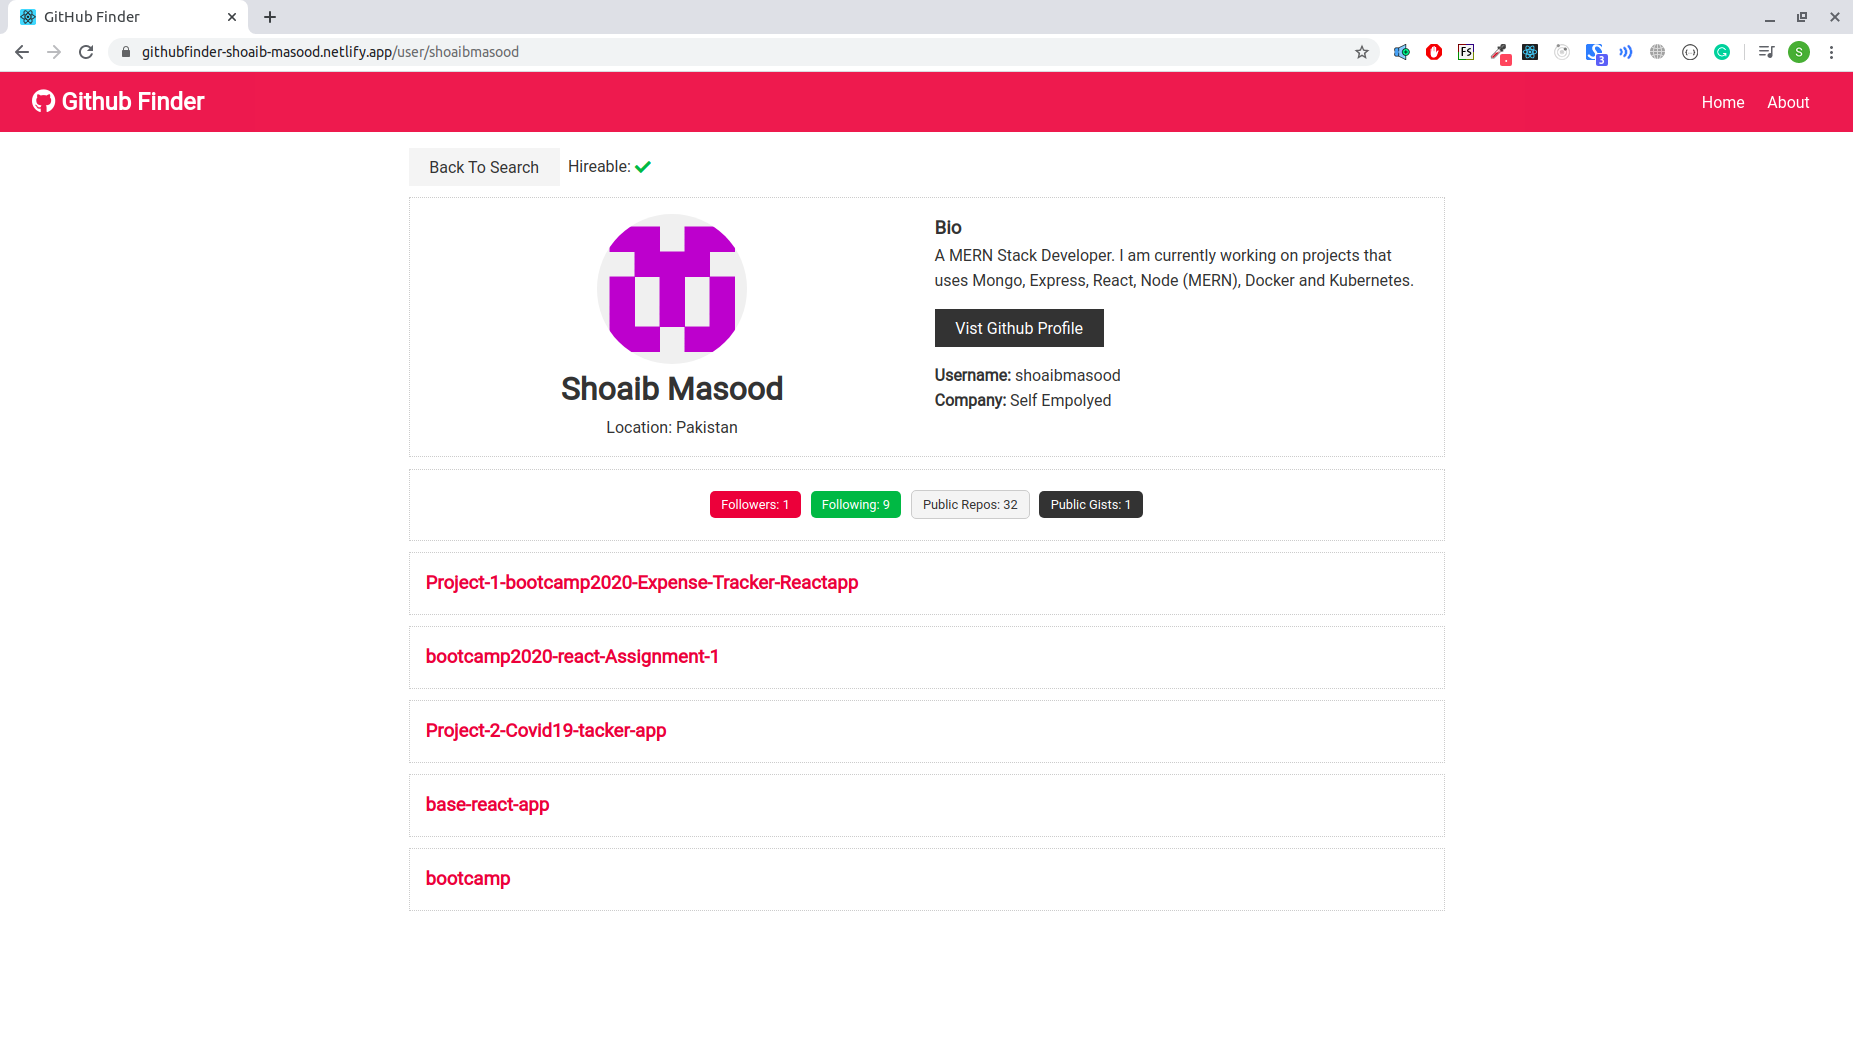 GitHub Finder
githubfinder-shoaib-masood.netlify.app/user/shoaibmasood
FS
3
S
Github Finder
Home About
Back To Search Hireable:
Bio
A MERN Stack Developer. I am currently working on projects that
uses Mongo, Express, React, Node (MERN), Docker and Kubernetes.
Vist Github Profile
Shoaib Masood
Username: shoaibmasood
Company: Self Empolyed
Location: Pakistan
Followers: 1 Following: 9 Public Repos: 32 Public Gists: 1
Project-1-bootcamp2020-Expense-Tracker-Reactapp
bootcamp2020-react-Assignment-1
Project-2-Covid19-tacker-app
base-react-app
bootcamp